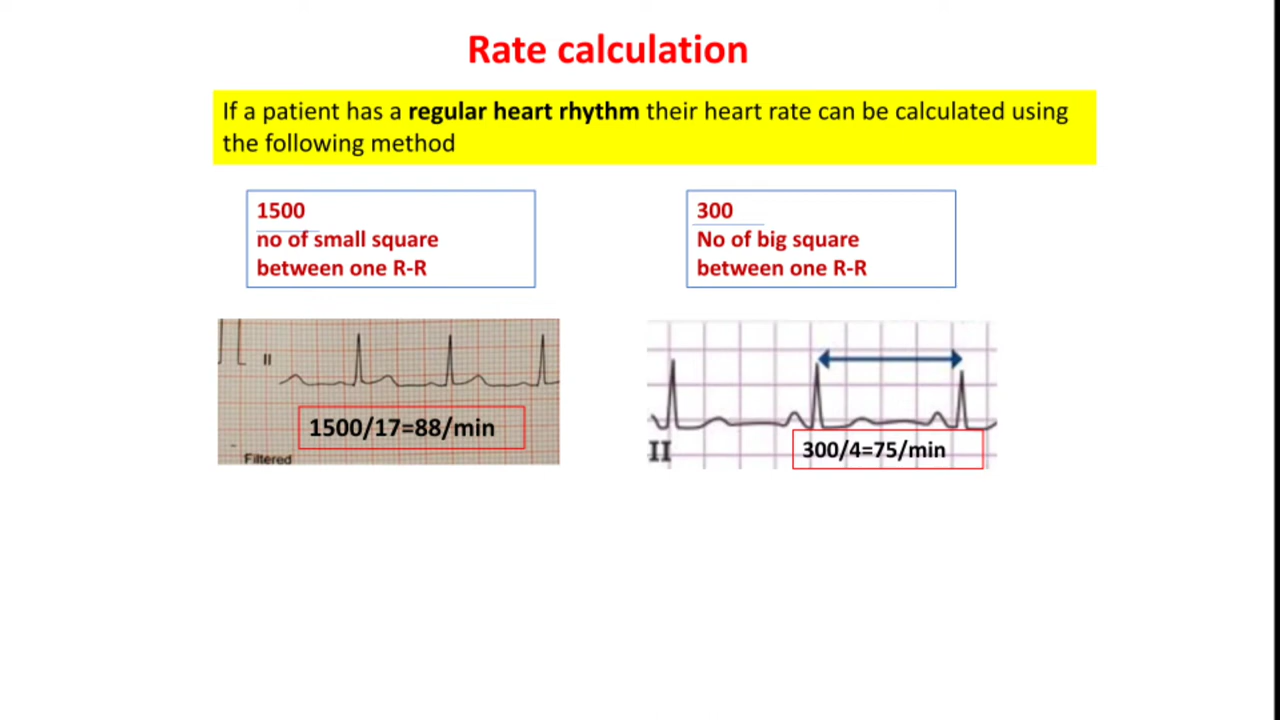 Rate calculation
If a patient has a regular heart rhythm their heart rate can be calculated using
the following method
1500
no of small square
between one R-R
300
No of big square
between one R-R
II
1500/17=88/min
Filtered
II
300/4=75/min